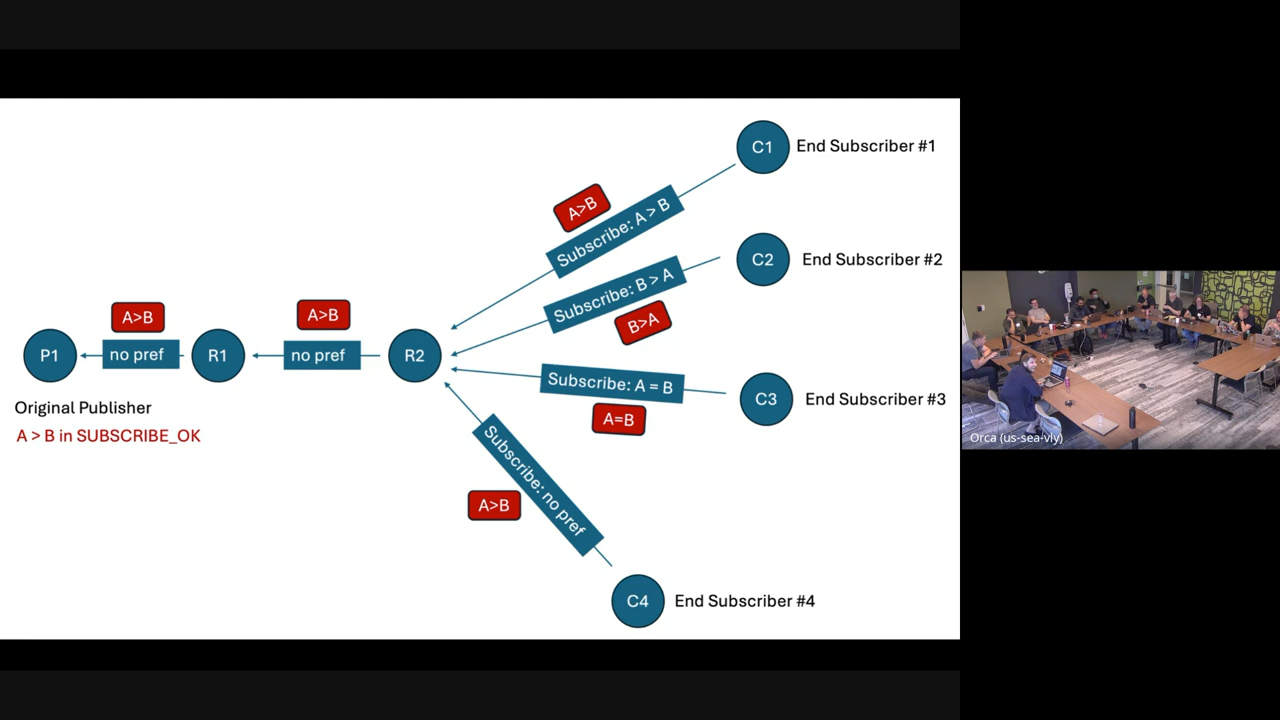 C1
End Subscriber #1
A>B
Subscribe: A > B
C2
End Subscriber #2
Subscribe: B > A
B>A
A>B
A>B
P1
no pref
R1
no pref
R2
Subscribe: A = B
A=B
C3
End Subscriber #3
Original Publisher
A > B in SUBSCRIBE_OK
Subscribe: no pref
A>B
C4
End Subscriber #4
Orca (us-sea-vly)